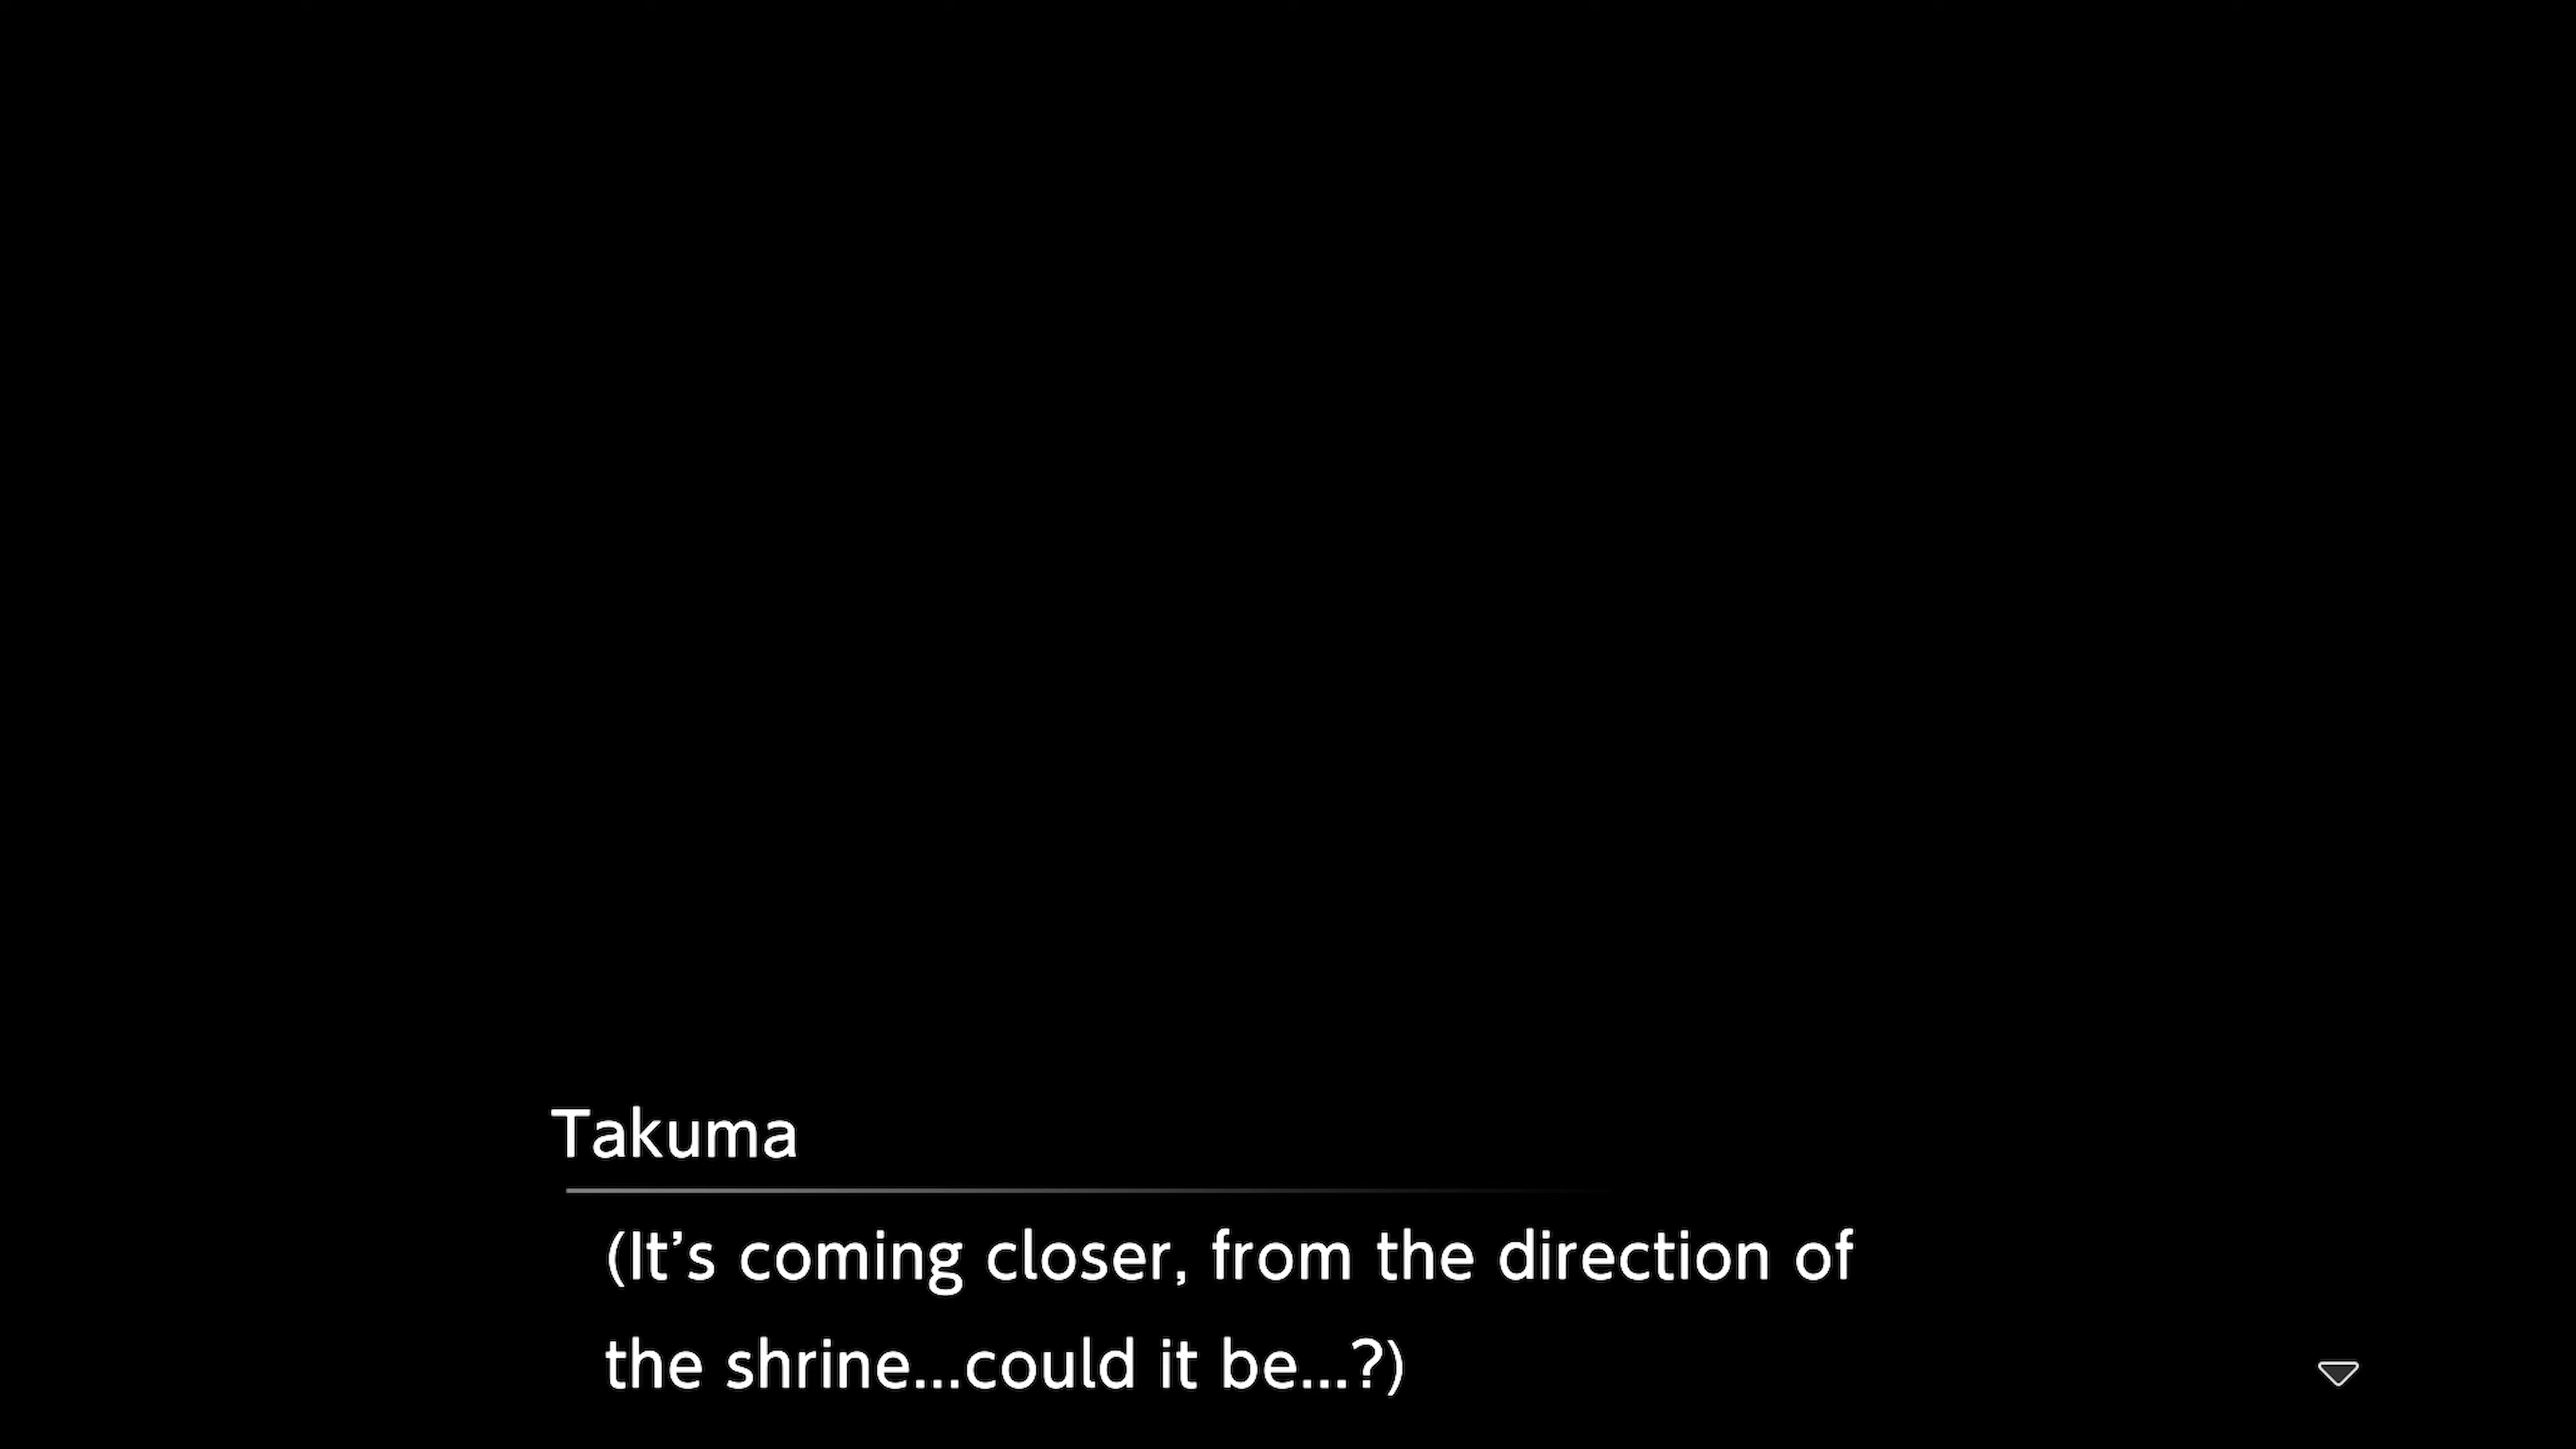 Takuma
(It’s coming closer, from the direction of
the shrine...could it be...?)